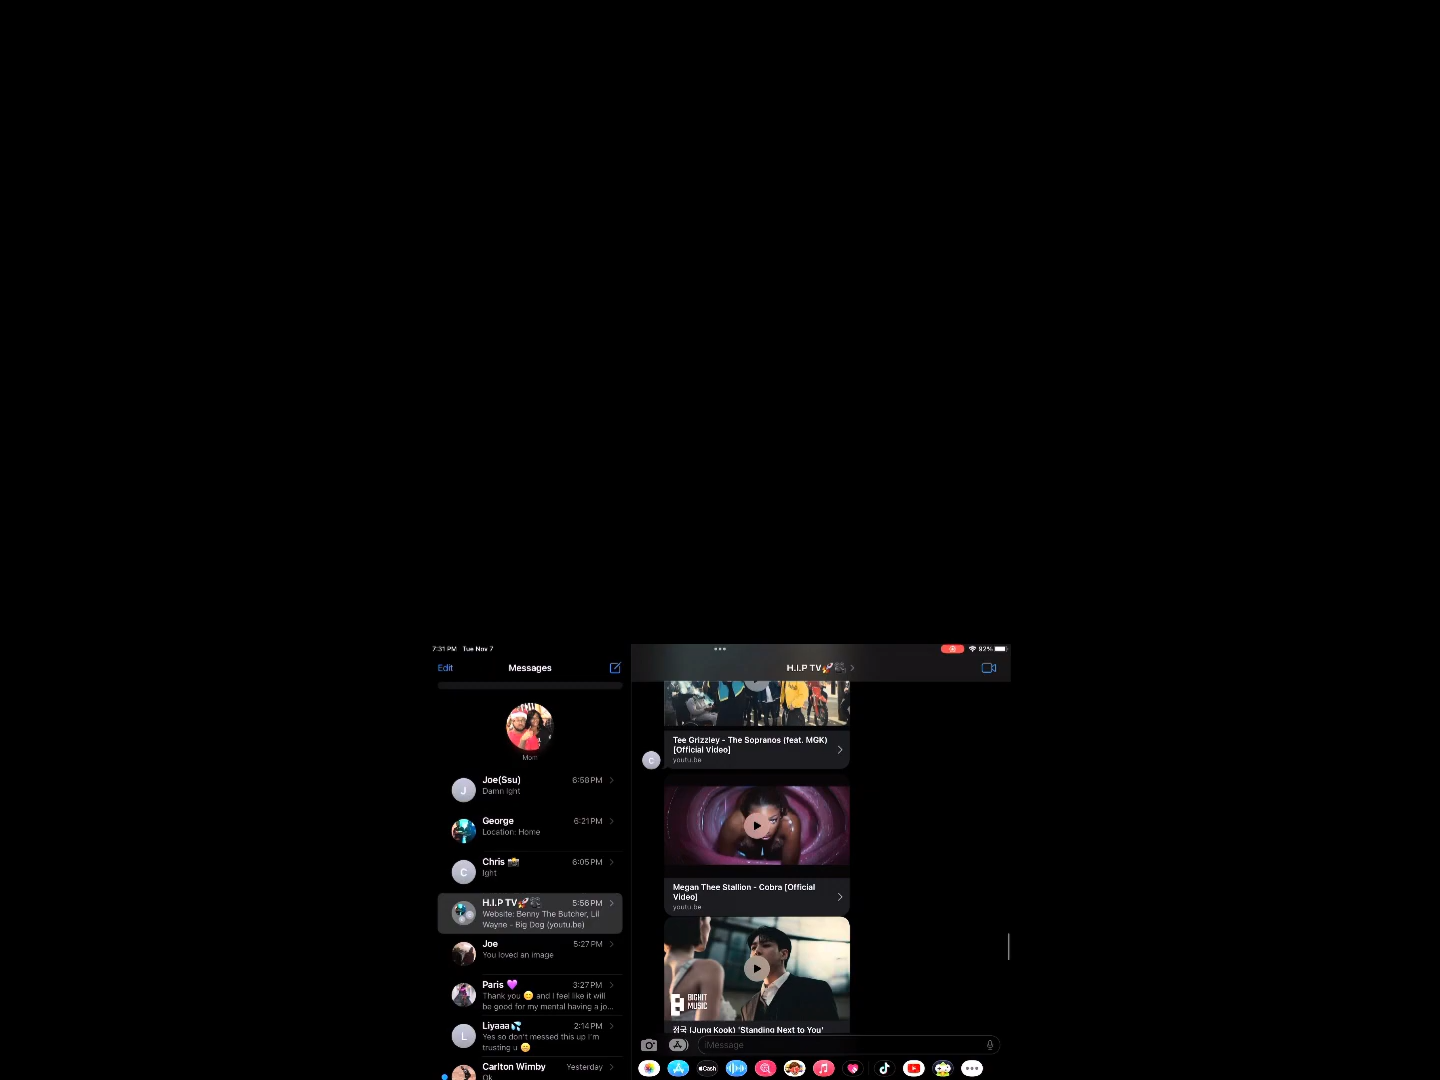 7:31 PM Tue Nov 7
92%
Edit
Messages
H.I.P TV🚀
Mom
Joe(Ssu)
6:58 PM
Damn Ight
George
6:21 PM
Location: Home
Chris 📸
6:05 PM
Ight
H.I.P TV🚀
5:56 PM
Website: Benny The Butcher, Lil
Wayne - Big Dog (youtu.be)
Joe
5:27 PM
You loved an image
Paris 💜
3:27 PM
Thank you 😊 and I feel like it will
be good for my mental having a jo...
Liyaaa💦
2:14 PM
Yes so don't messed this up i'm
trusting u 😊
Carlton Wimby
Yesterday
Ok
J
C
L
Tee Grizzley - The Sopranos (feat. MGK)
[Official Video]
youtu.be
C
Megan Thee Stallion - Cobra [Official
Video]
youtu.be
BIGHIT
MUSIC
정국 (Jung Kook) 'Standing Next to You'
iMessage
Cash